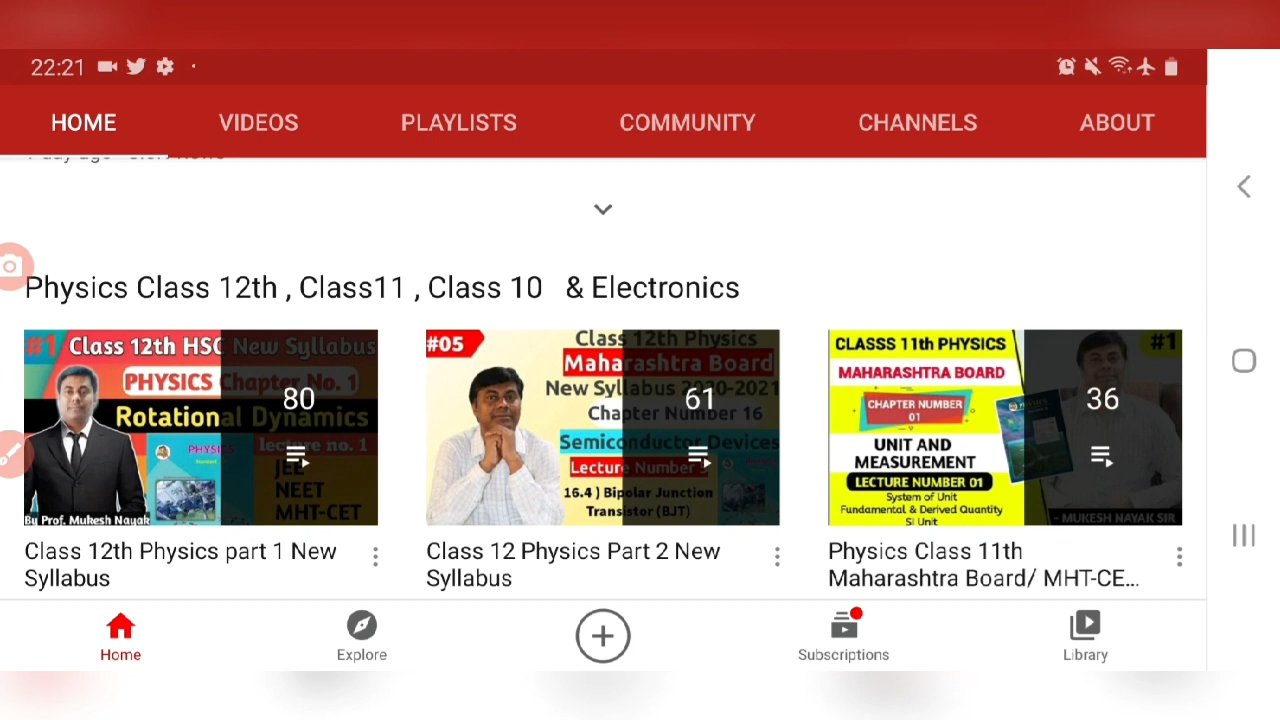 22:21
HOME VIDEOS PLAYLISTS COMMUNITY CHANNELS ABOUT
Physics Class 12th , Class11 , Class 10 & Electronics
#1 Class 12th HSC New Syllabus
PHYSICS Chapter No. 1
Rotational Dynamics
lecture no. 1
PHYSICS
JEE
NEET
MHT-CET
By Prof. Mukesh Nayak
80
Class 12th Physics part 1 New
Syllabus
#05
Class 12th Physics
Maharashtra Board
New Syllabus 2020-2021
Chapter Number 16
Semiconductor Devices
Lecture Number 5
16.4 ) Bipolar Junction
Transistor (BJT)
61
Class 12 Physics Part 2 New
Syllabus
CLASSS 11th PHYSICS
#1
MAHARASHTRA BOARD
CHAPTER NUMBER
01
UNIT AND
MEASUREMENT
LECTURE NUMBER 01
System of Unit
Fundamental & Derived Quantity
SI Unit
- MUKESH NAYAK SIR
36
Physics Class 11th
Maharashtra Board/ MHT-CE...
Home Explore Subscriptions Library